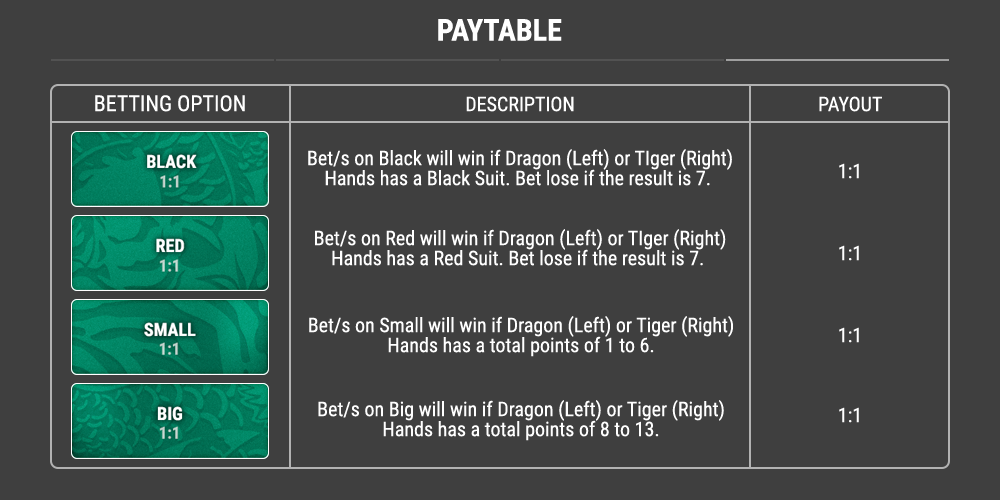 PAYTABLE
BETTING OPTION
DESCRIPTION
PAYOUT
BLACK
1:1
Bet/s on Black will win if Dragon (Left) or TIger (Right)
Hands has a Black Suit. Bet lose if the result is 7.
1:1
RED
1:1
Bet/s on Red will win if Dragon (Left) or TIger (Right)
Hands has a Red Suit. Bet lose if the result is 7.
1:1
SMALL
1:1
Bet/s on Small will win if Dragon (Left) or Tiger (Right)
Hands has a total points of 1 to 6.
1:1
BIG
1:1
Bet/s on Big will win if Dragon (Left) or Tiger (Right)
Hands has a total points of 8 to 13.
1:1